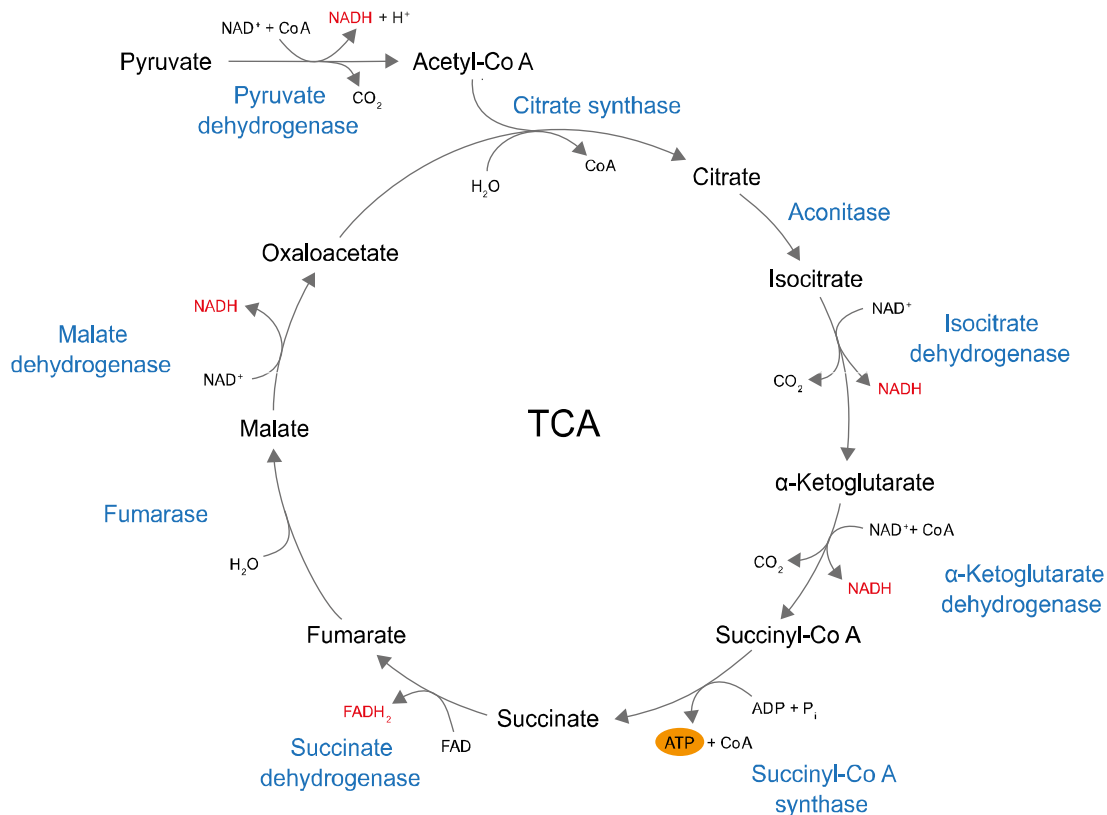 NAD⁺ + CoA
NADH + H⁺
Pyruvate
Acetyl-Co A
CO₂
Pyruvate
dehydrogenase
Citrate synthase
H₂O
CoA
Citrate
Aconitase
Oxaloacetate
Isocitrate
NADH
NAD⁺
Malate
dehydrogenase
Isocitrate
dehydrogenase
NAD⁺
CO₂
NADH
Malate
TCA
α-Ketoglutarate
Fumarase
NAD⁺+ CoA
H₂O
CO₂
NADH
α-Ketoglutarate
dehydrogenase
Fumarate
Succinyl-Co A
FADH₂
Succinate
ADP + Pᵢ
FAD
ATP + CoA
Succinate
dehydrogenase
Succinyl-Co A
synthase